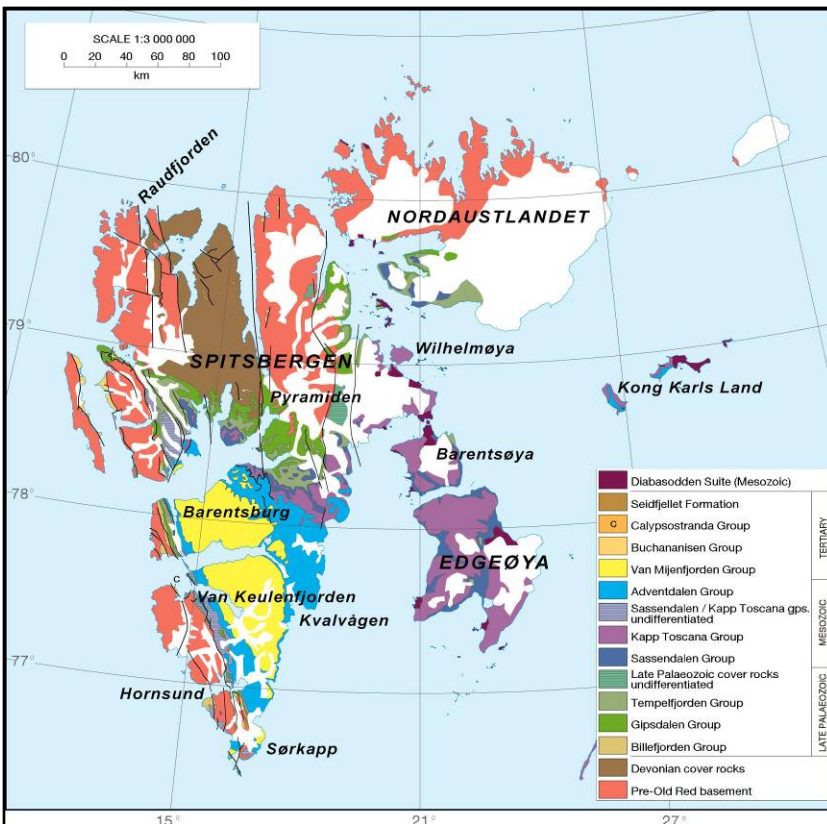 SCALE 1:3 000 000
0 20 40 60 80 100
km
80°
79°
78°
77°
Raudfjorden
NORDAUSTLANDET
SPITSBERGEN
Wilhelmøya
Kong Karls Land
Pyramiden
Barentsøya
Barentsburg
EDGEØYA
C
Van Keulenfjorden
Kvalvågen
Hornsund
Sørkapp
Diabasodden Suite (Mesozoic)
Seidfjellet Formation
C Calypsostranda Group
Buchananisen Group
Van Mijenfjorden Group
TERTIARY
Adventdalen Group
Sassendalen / Kapp Toscana gps.
undifferentiated
Kapp Toscana Group
Sassendalen Group
MESOZOIC
Late Palaeozoic cover rocks
undifferentiated
Tempelfjorden Group
Gipsdalen Group
Billefjorden Group
LATE PALAEOZOIC
Devonian cover rocks
Pre-Old Red basement
15° 21° 27°